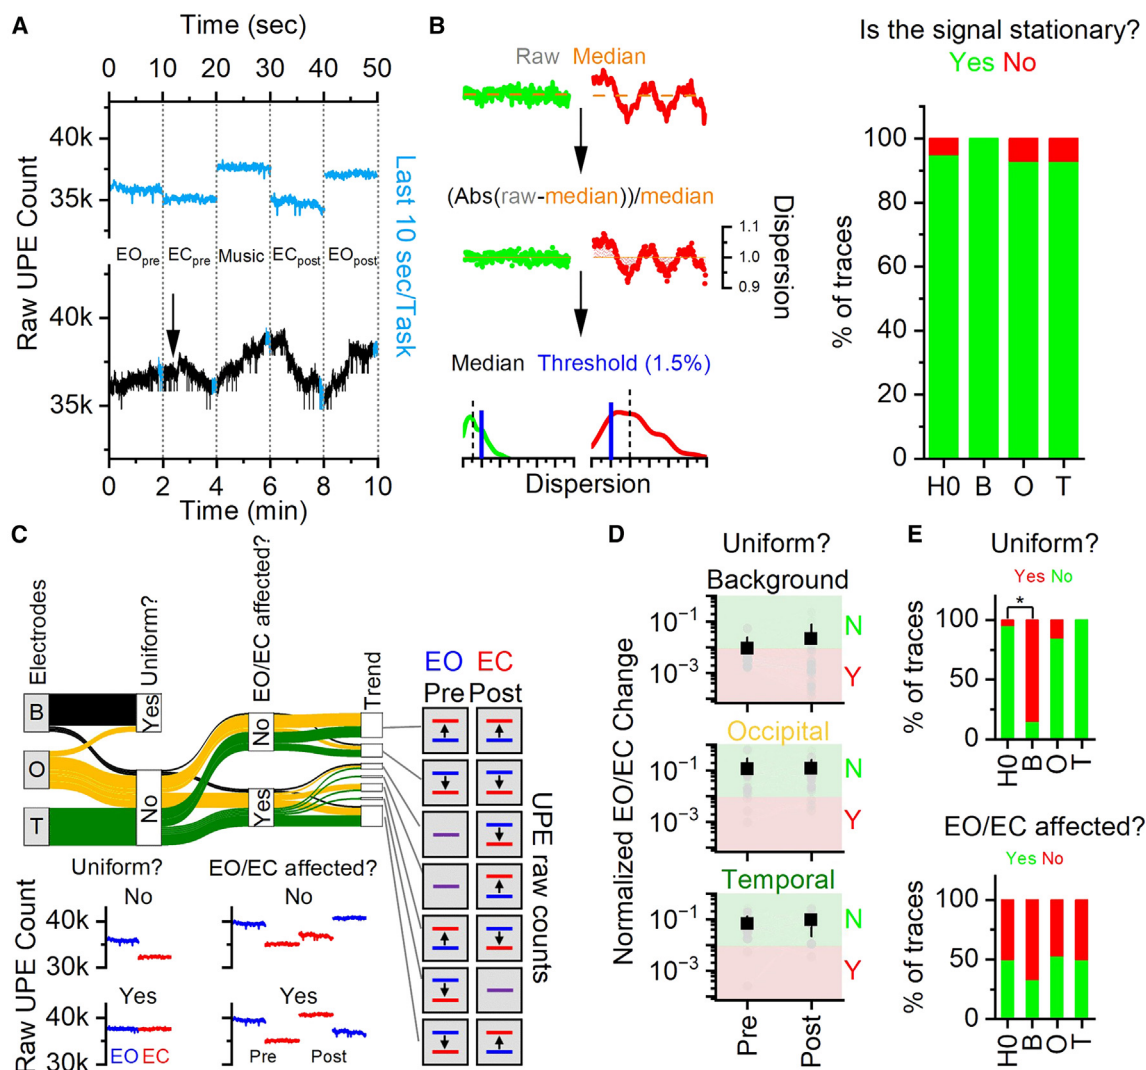 A
Time (sec)
0 10 20 30 40 50
40k
35k
Raw UPE Count
Last 10 sec/Task
EOpre ECpre Music ECpost EOpost
40k
35k
0 2 4 6 8 10
Time (min)
B
Raw Median
(Abs(raw-median))/median
Dispersion
1.1
1.0
0.9
Median Threshold (1.5%)
Dispersion
Is the signal stationary?
Yes No
% of traces
100
80
60
40
20
0
H0 B O T
C
Electrodes
Uniform?
EO/EC affected?
Trend
B
O
T
Yes
No
No
Yes
EO EC
Pre Post
UPE raw counts
Uniform?
No
EO/EC affected?
No
Raw UPE Count
40k
30k
Yes
Yes
40k
30k
EO EC
Pre Post
D
Uniform?
Background
10−1
10−3
N
Y
Normalized EO/EC Change
Occipital
10−1
10−3
N
Y
Temporal
10−1
10−3
N
Y
Pre Post
E
Uniform?
Yes No
*
% of traces
100
50
0
H0 B O T
EO/EC affected?
Yes No
% of traces
100
50
0
H0 B O T